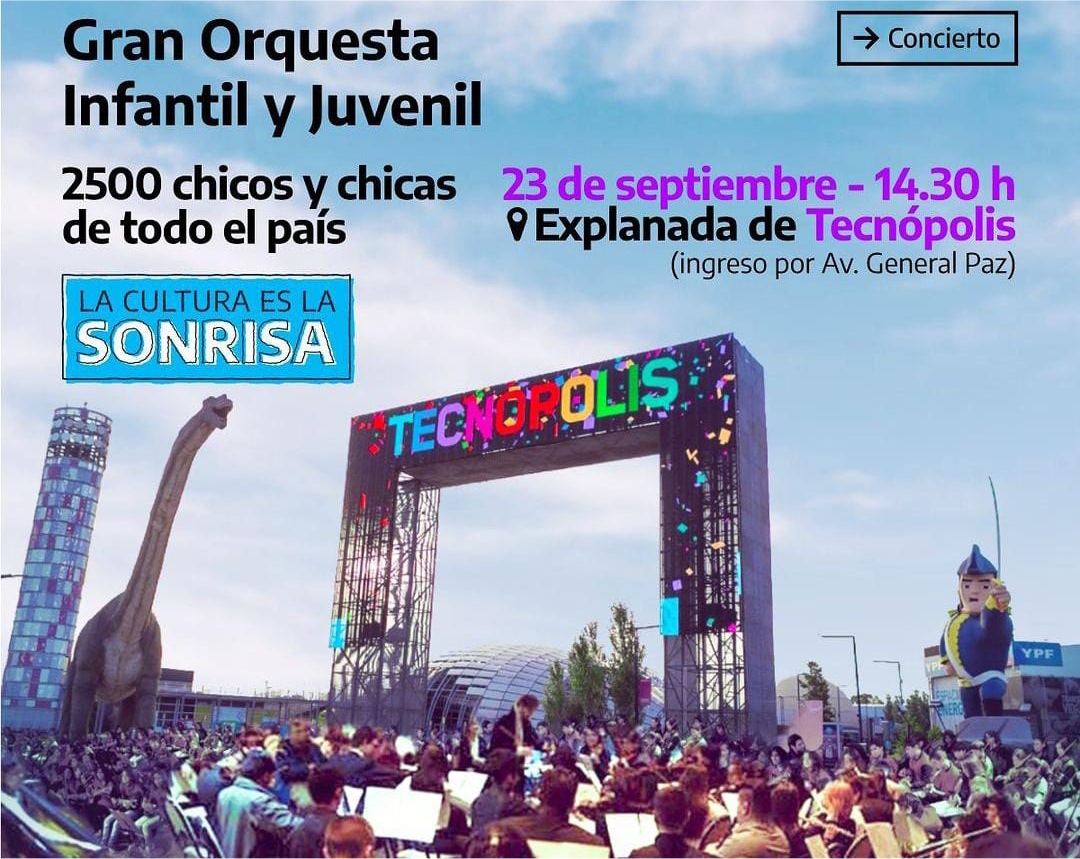 Gran Orquesta
Infantil y Juvenil
→ Concierto
2500 chicos y chicas
de todo el país
23 de septiembre - 14.30 h
Explanada de Tecnópolis
(ingreso por Av. General Paz)
LA CULTURA ES LA
SONRISA
TECNÓPOLIS
YPF